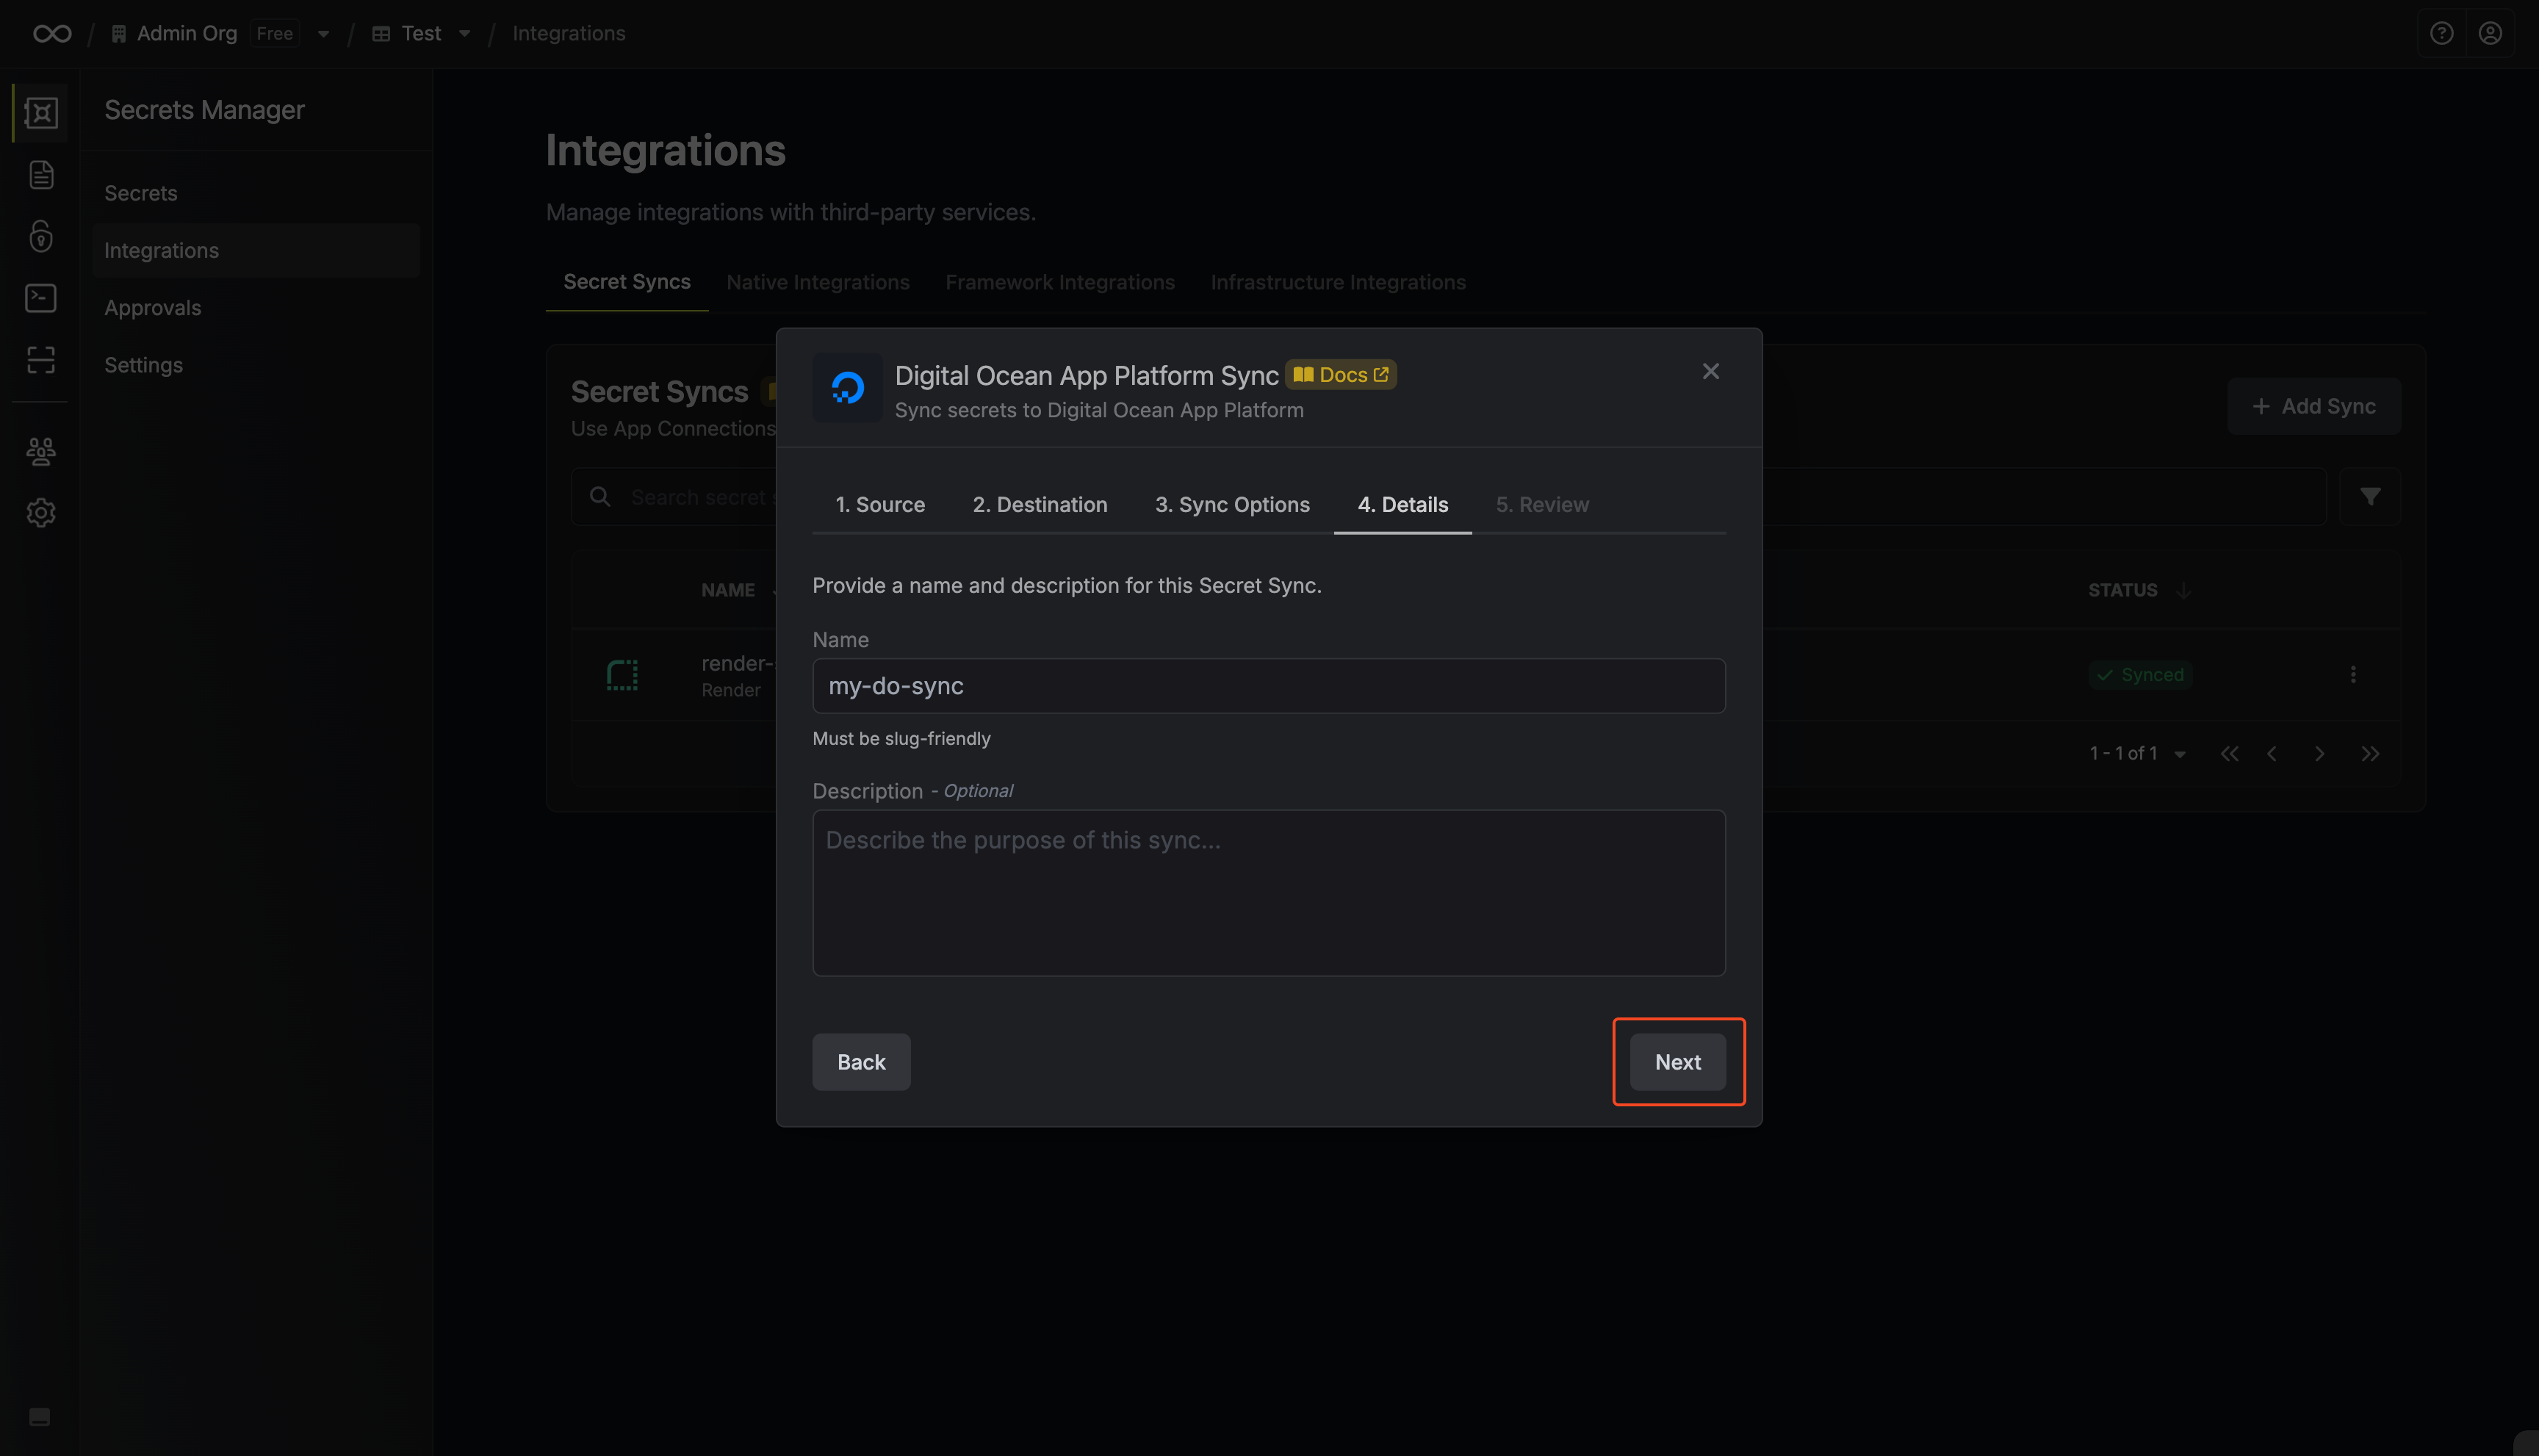 Admin Org Free
Test
Integrations
Secrets Manager
Secrets
Integrations
Approvals
Settings
Integrations
Manage integrations with third-party services.
Secret Syncs Native Integrations Framework Integrations Infrastructure Integrations
Secret Syncs
Use App Connections
+ Add Sync
Search secret
NAME
STATUS
render-
Render
Synced
1 - 1 of 1
Digital Ocean App Platform Sync Docs
Sync secrets to Digital Ocean App Platform
1. Source 2. Destination 3. Sync Options 4. Details 5. Review
Provide a name and description for this Secret Sync.
Name
my-do-sync
Must be slug-friendly
Description - Optional
Describe the purpose of this sync...
Back
Next